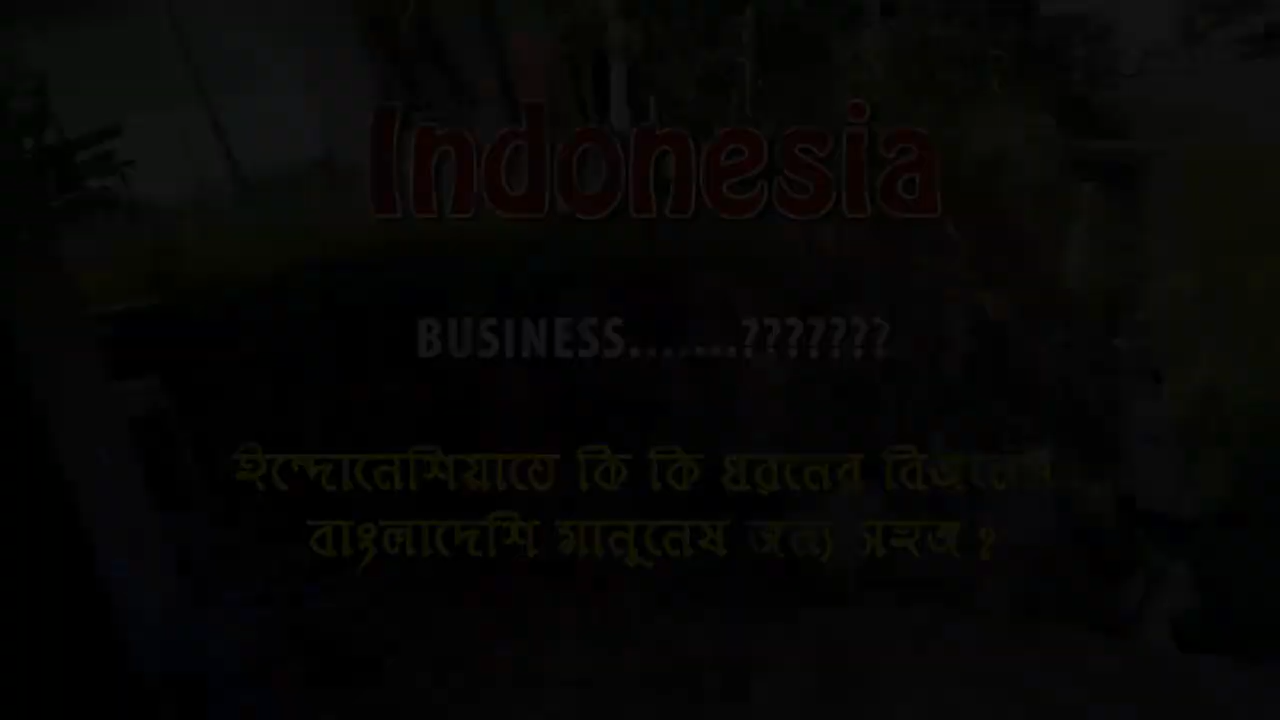 Indonesia
BUSINESS........???????
ইন্দোনেশিয়াতে কি কি ধরনের বিজনেস
বাংলাদেশি মানুনেষ জন্য সহজ ?